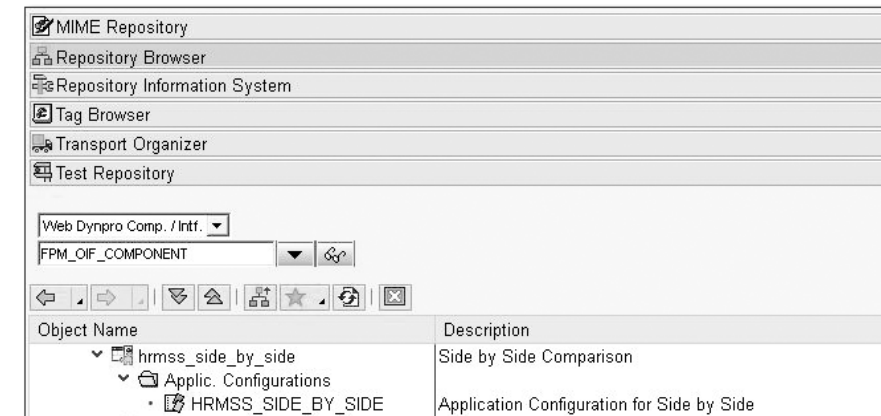 MIME Repository
Repository Browser
Repository Information System
Tag Browser
Transport Organizer
Test Repository
Web Dynpro Comp. / Intf.
FPM_OIF_COMPONENT
Object Name Description
hrmss_side_by_side Side by Side Comparison
Applic. Configurations
HRMSS_SIDE_BY_SIDE Application Configuration for Side by Side